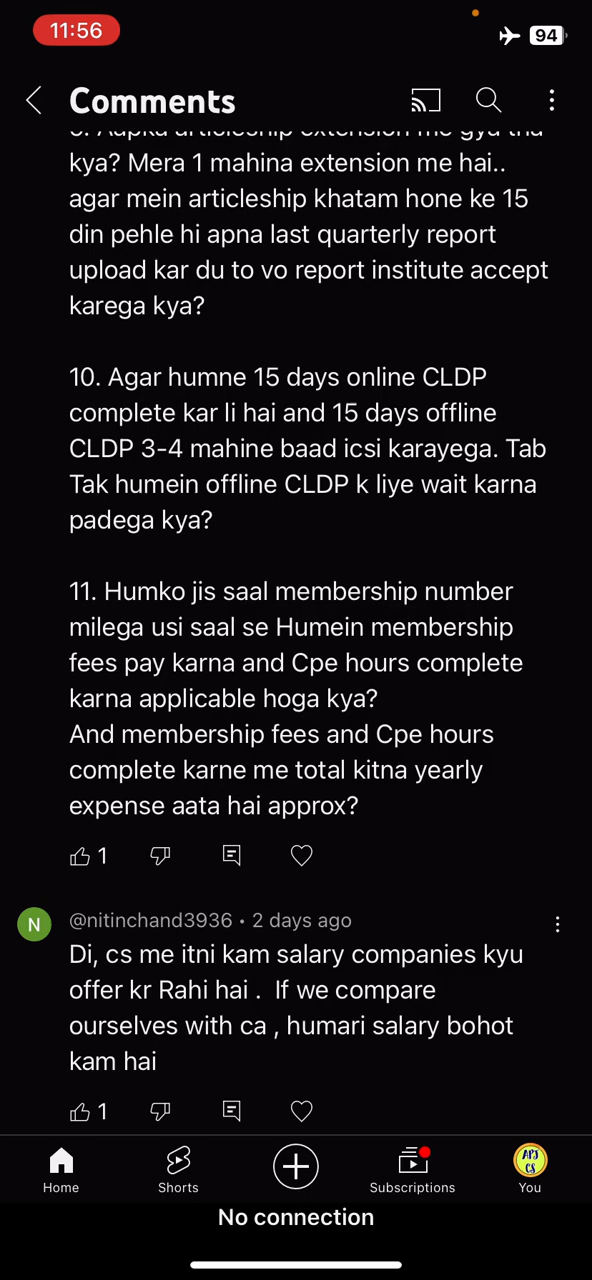 11:56
94
Comments
kya? Mera 1 mahina extension me hai..
agar mein articleship khatam hone ke 15
din pehle hi apna last quarterly report
upload kar du to vo report institute accept
karega kya?
10. Agar humne 15 days online CLDP
complete kar li hai and 15 days offline
CLDP 3-4 mahine baad icsi karayega. Tab
Tak humein offline CLDP k liye wait karna
padega kya?
11. Humko jis saal membership number
milega usi saal se Humein membership
fees pay karna and Cpe hours complete
karna applicable hoga kya?
And membership fees and Cpe hours
complete karne me total kitna yearly
expense aata hai approx?
1
N
@nitinchand3936 • 2 days ago
Di, cs me itni kam salary companies kyu
offer kr Rahi hai . If we compare
ourselves with ca , humari salary bohot
kam hai
1
APJ
CS
Home Shorts Subscriptions You
No connection